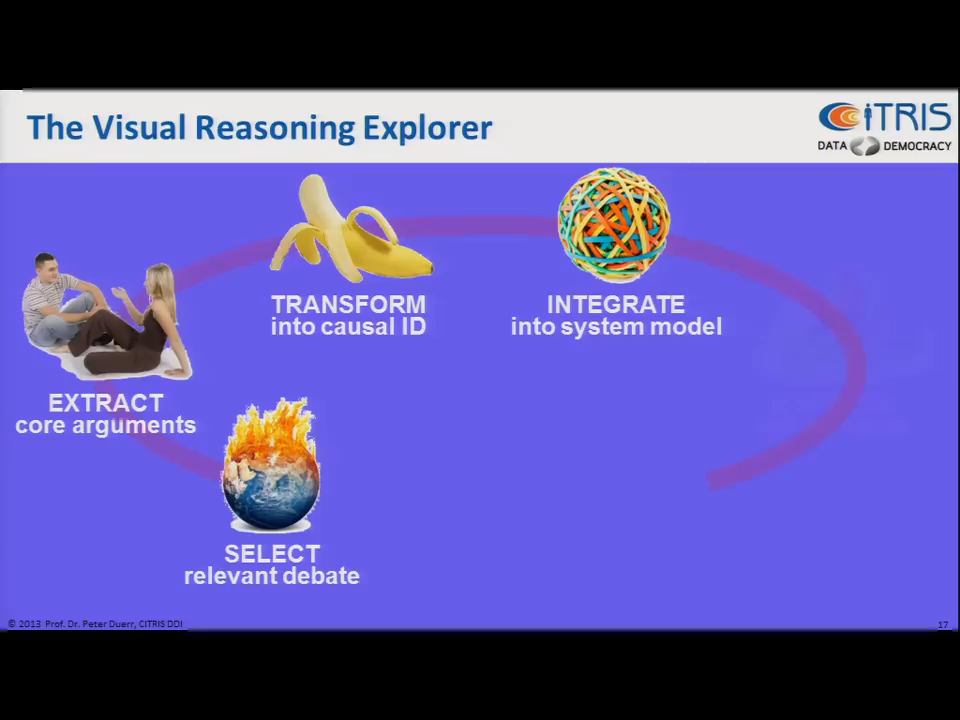 The Visual Reasoning Explorer
CiTRIS
DATA DEMOCRACY
TRANSFORM
into causal ID
INTEGRATE
into system model
EXTRACT
core arguments
SELECT
relevant debate
© 2013 Prof. Dr. Peter Duerr, CITRIS DDI
17